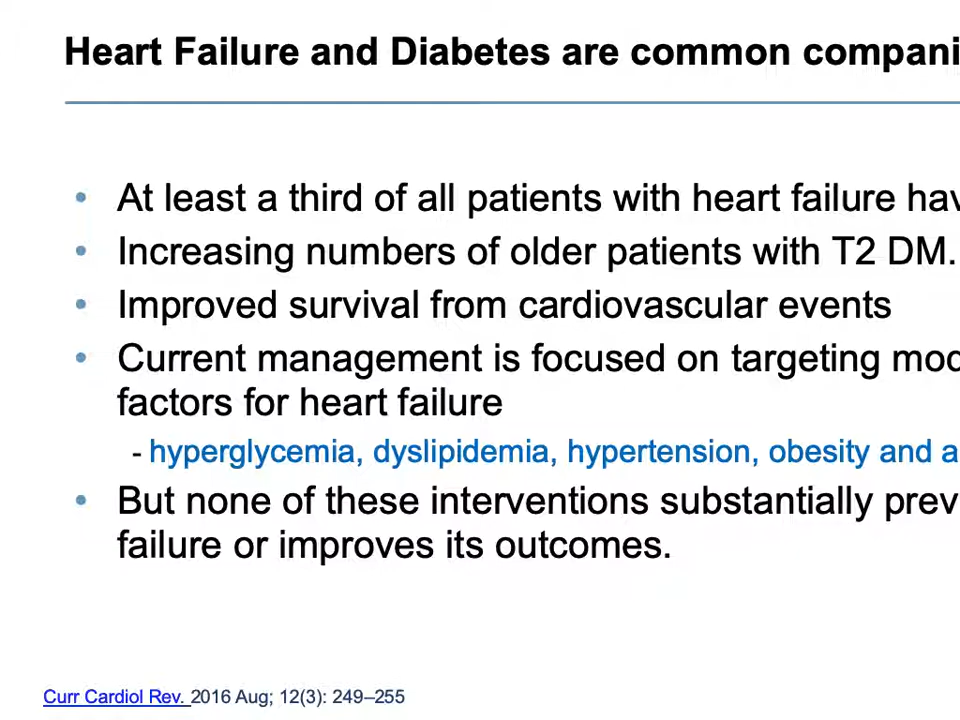 Heart Failure and Diabetes are common compani
• At least a third of all patients with heart failure hav
• Increasing numbers of older patients with T2 DM.
• Improved survival from cardiovascular events
• Current management is focused on targeting mod
factors for heart failure
- hyperglycemia, dyslipidemia, hypertension, obesity and a
• But none of these interventions substantially prev
failure or improves its outcomes.
Curr Cardiol Rev. 2016 Aug; 12(3): 249–255